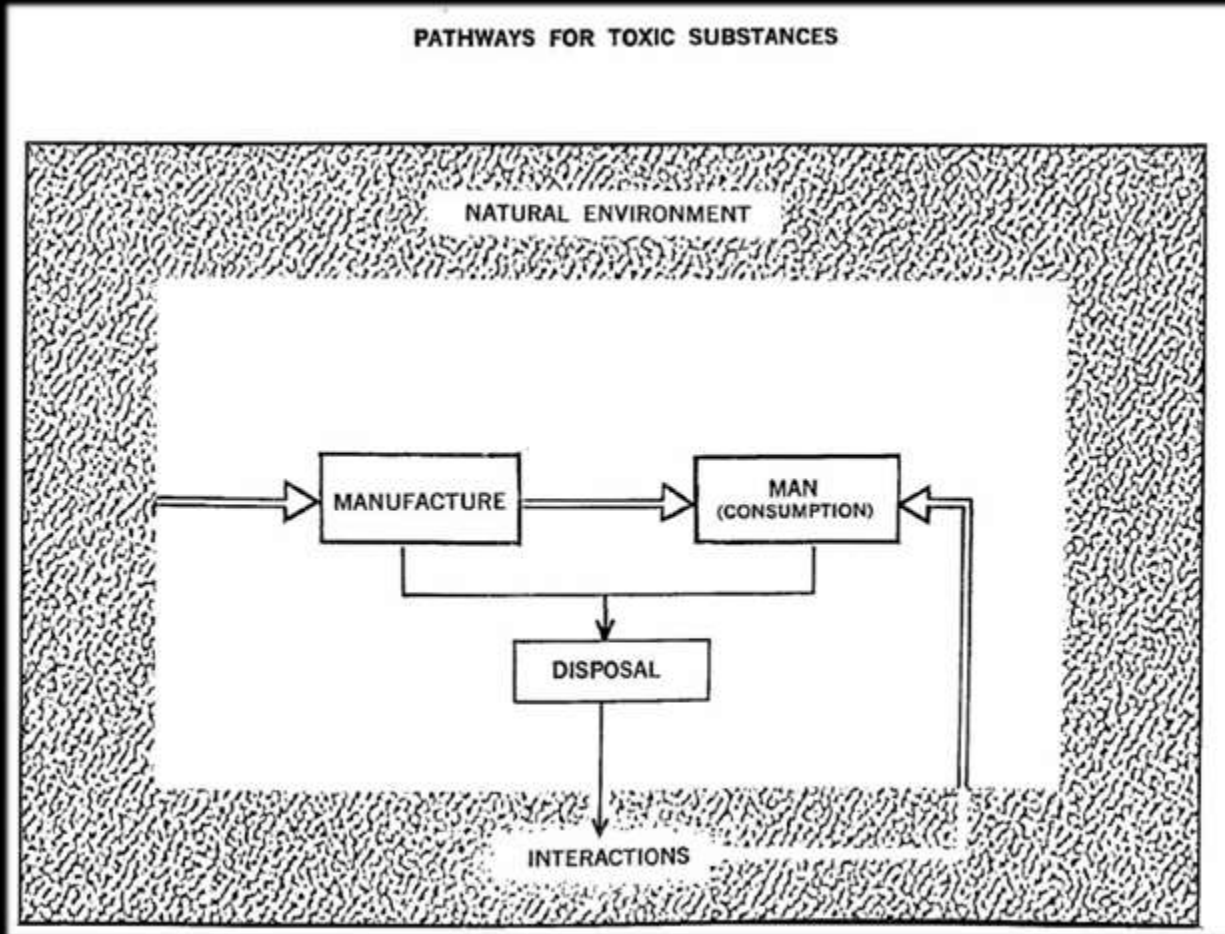 PATHWAYS FOR TOXIC SUBSTANCES
NATURAL ENVIRONMENT
MANUFACTURE
MAN
(CONSUMPTION)
DISPOSAL
INTERACTIONS